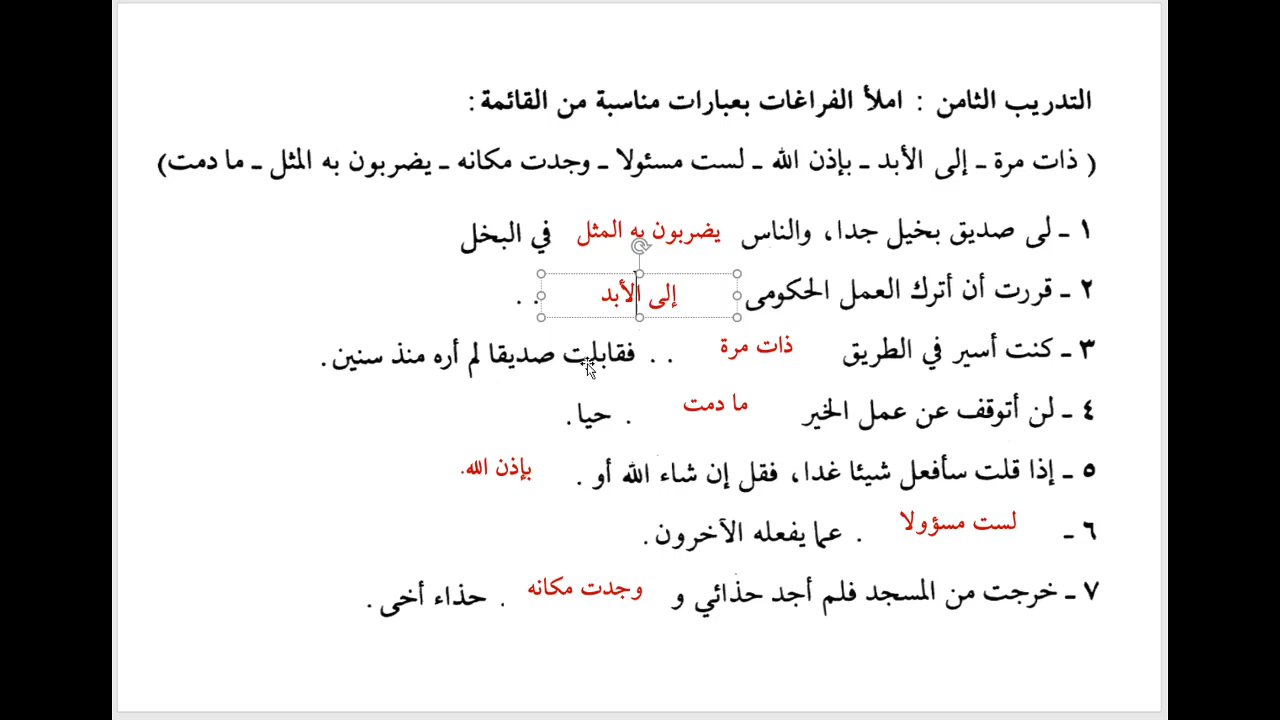 التدريب الثامن : املأ الفراغات بعبارات مناسبة من القائمة :
( ذات مرة ـ إلى الأبد ـ بإذن الله ـ لست مسئولا ـ وجدت مكانه ـ يضربون به المثل ـ ما دمت)
١ ـ لى صديق بخيل جدا، والناس يضربون به المثل في البخل
٢ ـ قررت أن أترك العمل الحكومى إلى الأبد . .
٣ ـ كنت أسير في الطريق ذات مرة . . فقابلت صديقا لم أره منذ سنين .
٤ ـ لن أتوقف عن عمل الخير ما دمت . حيا .
٥ ـ إذا قلت سأفعل شيئا غدا، فقل إن شاء الله أو . بإذن الله.
٦ ـ لست مسؤولا . عما يفعله الآخرون .
٧ ـ خرجت من المسجد فلم أجد حذائي و وجدت مكانه . حذاء أخى .